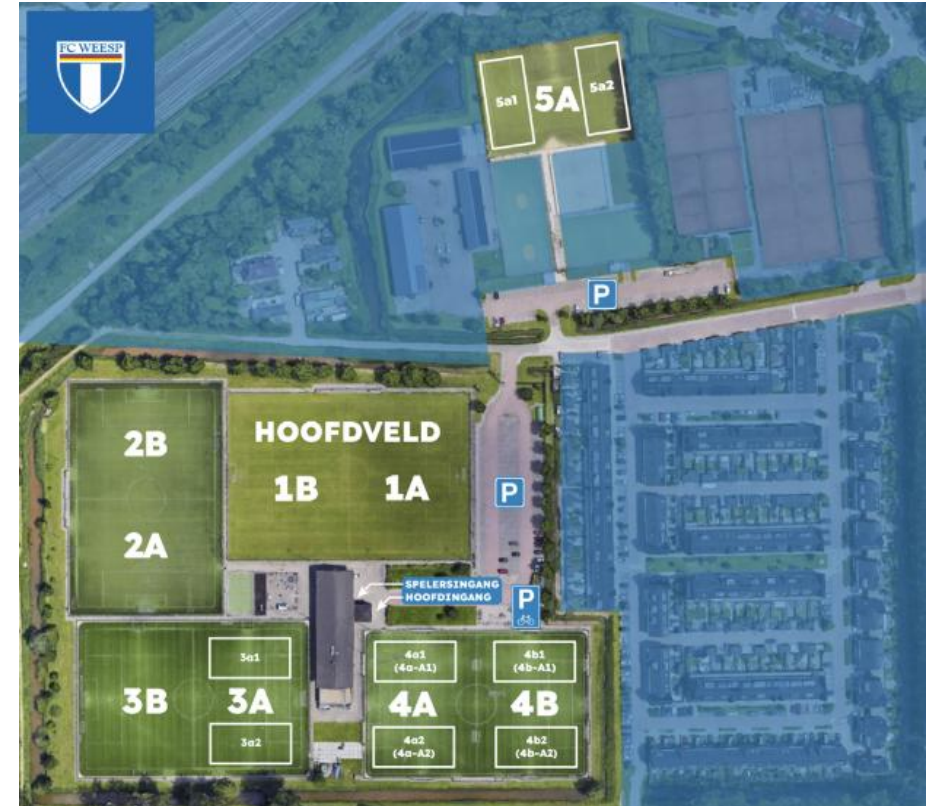 FC WEESP
5a1
5A
5a2
P
2B
HOOFDVELD
1B
1A
P
2A
SPELERSINGANG
HOOFDINGANG
P
3a1
3B
3A
3a2
4a1
(4a-A1)
4b1
(4b-A1)
4A
4B
4a2
(4a-A2)
4b2
(4b-A2)